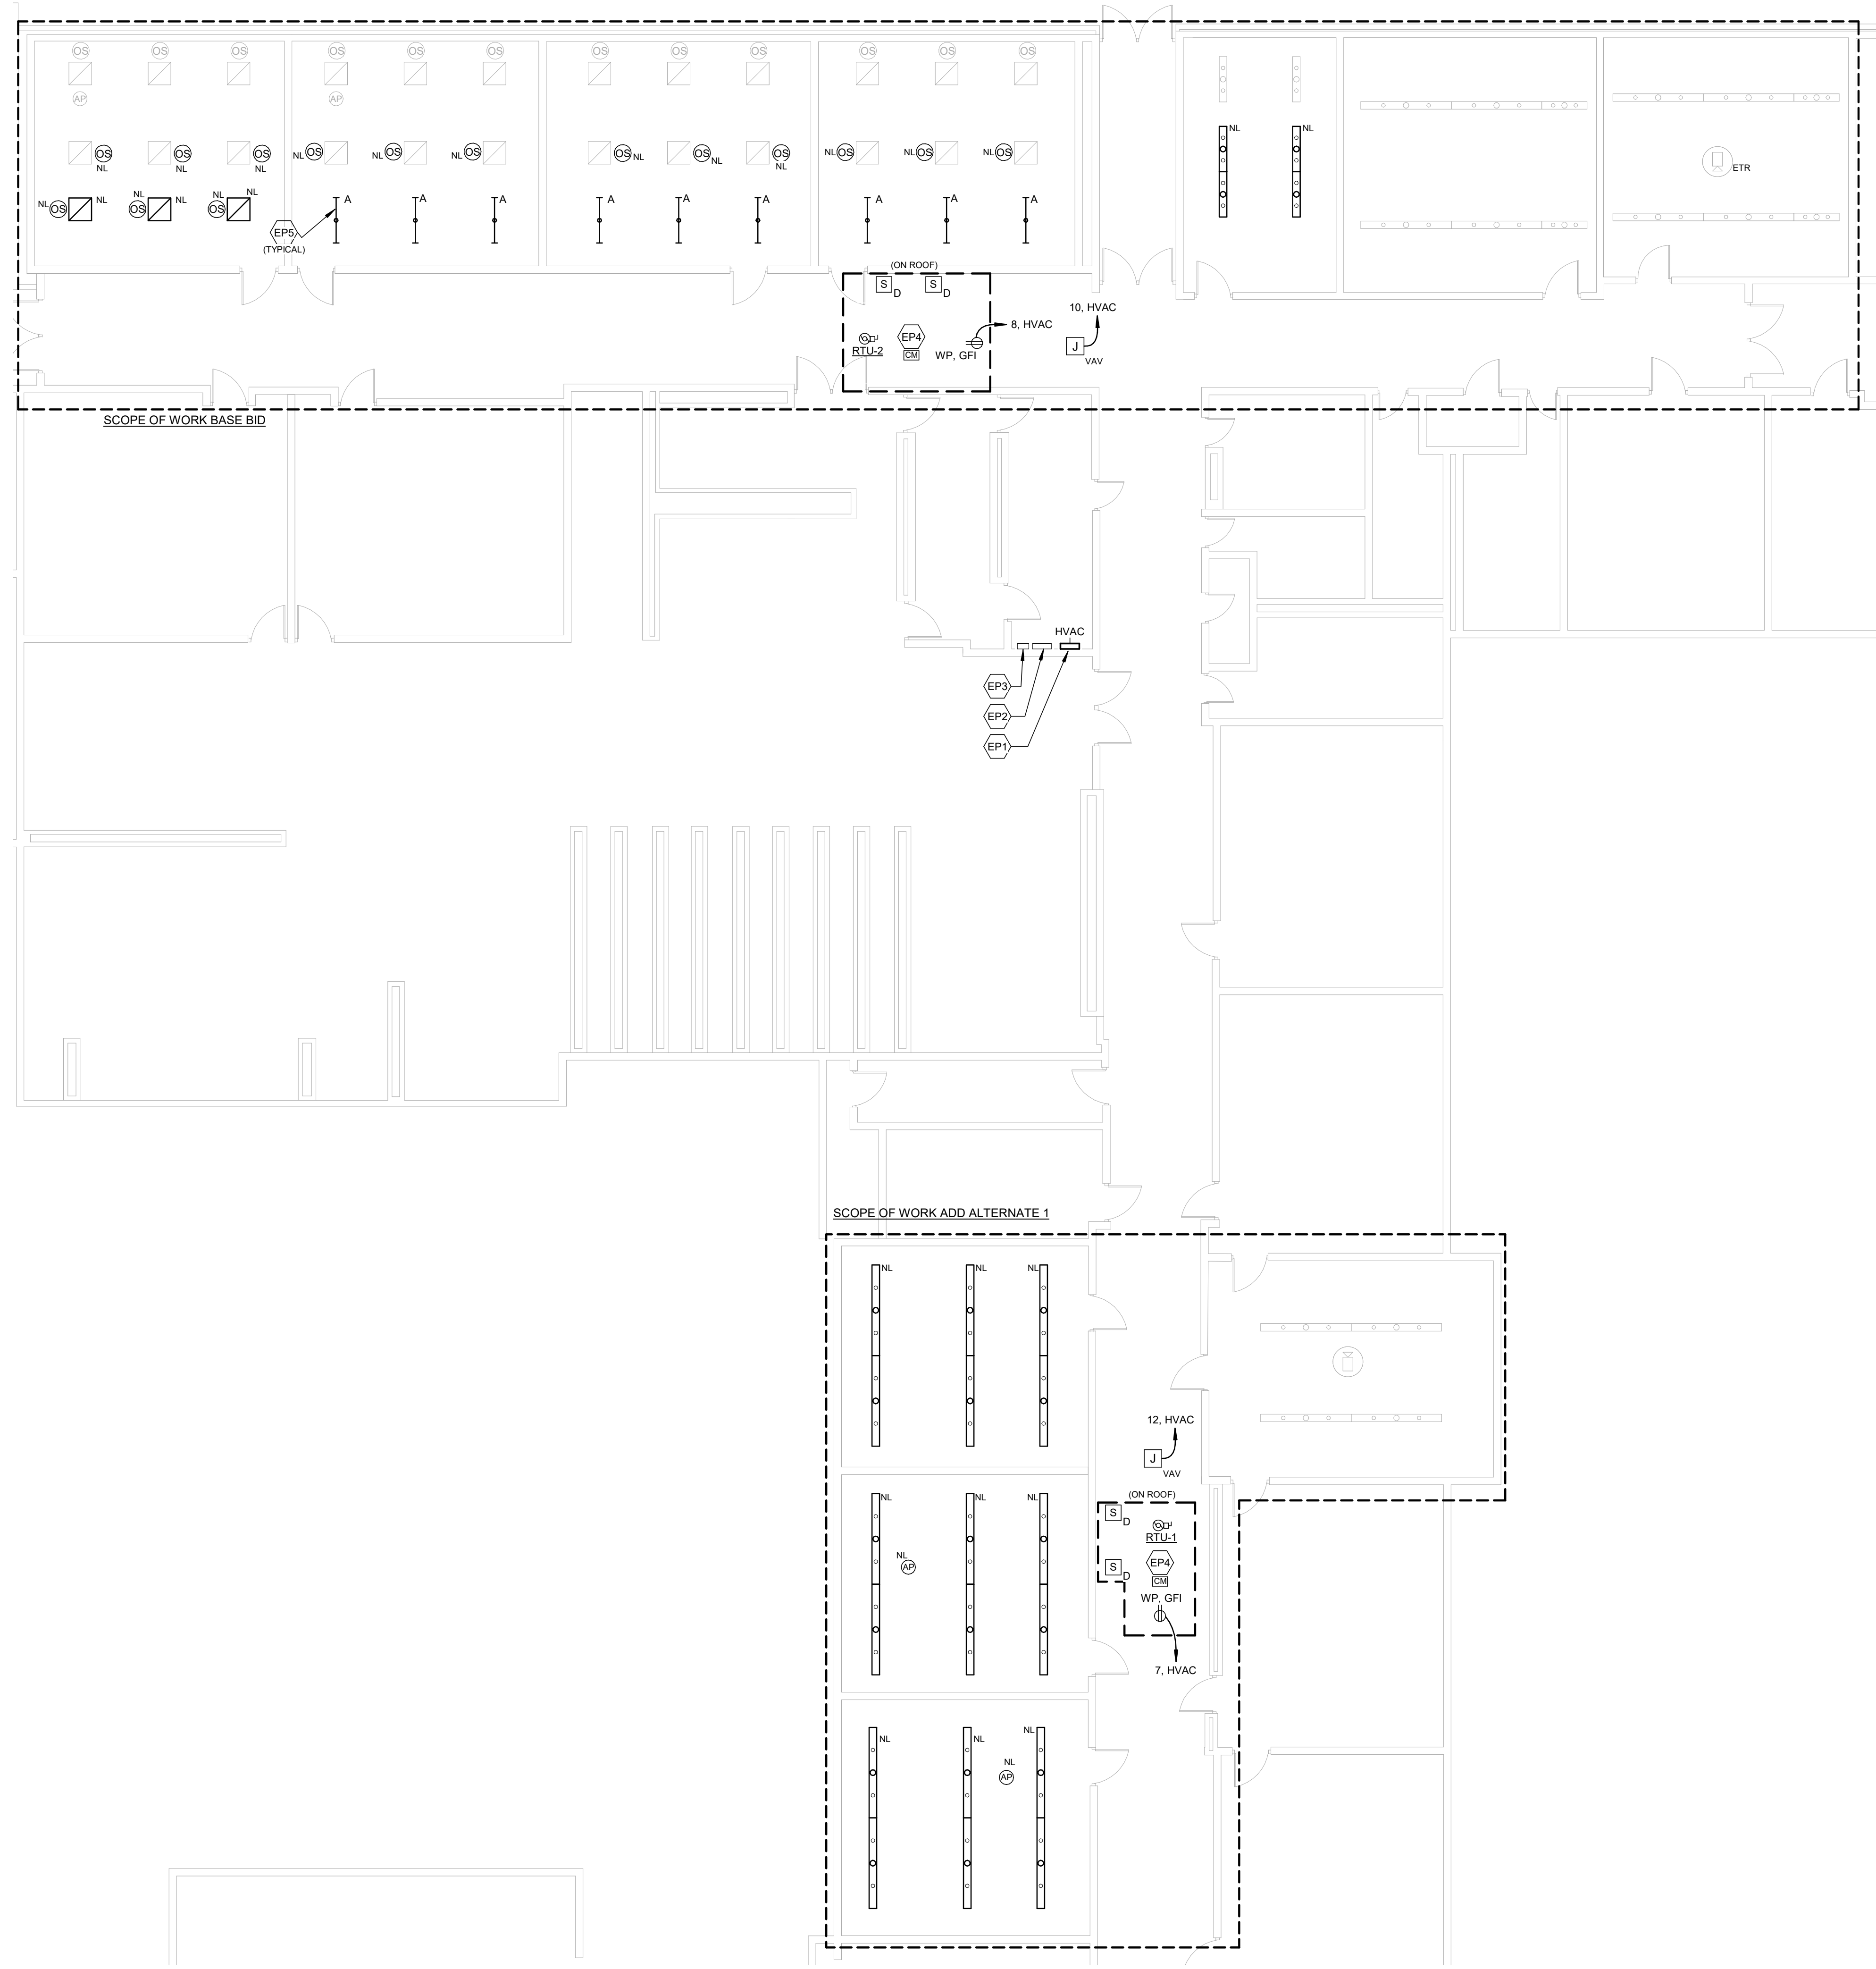 OS OS OS OS OS OS OS OS OS OS OS OS
AP AP
NL NL
OS OS OS NL OS NL OS NL OS OS NL OS NL OS NL OS NL OS NL OS NL OS
NL NL NL NL
ETR
NL NL NL
NL OS NL OS NL OS NL
A A A A A A A A A
EP5
(TYPICAL)
(ON ROOF)
S D S D
10, HVAC
8, HVAC
EP4
J
RTU-2
CM
WP, GFI
VAV
SCOPE OF WORK BASE BID
HVAC
EP3
EP2
EP1
SCOPE OF WORK ADD ALTERNATE 1
NL NL NL
12, HVAC
J
VAV
(ON ROOF)
NL NL NL
S D
RTU-1
NL
AP
S D
EP4
CM
WP, GFI
7, HVAC
NL NL NL
NL
AP